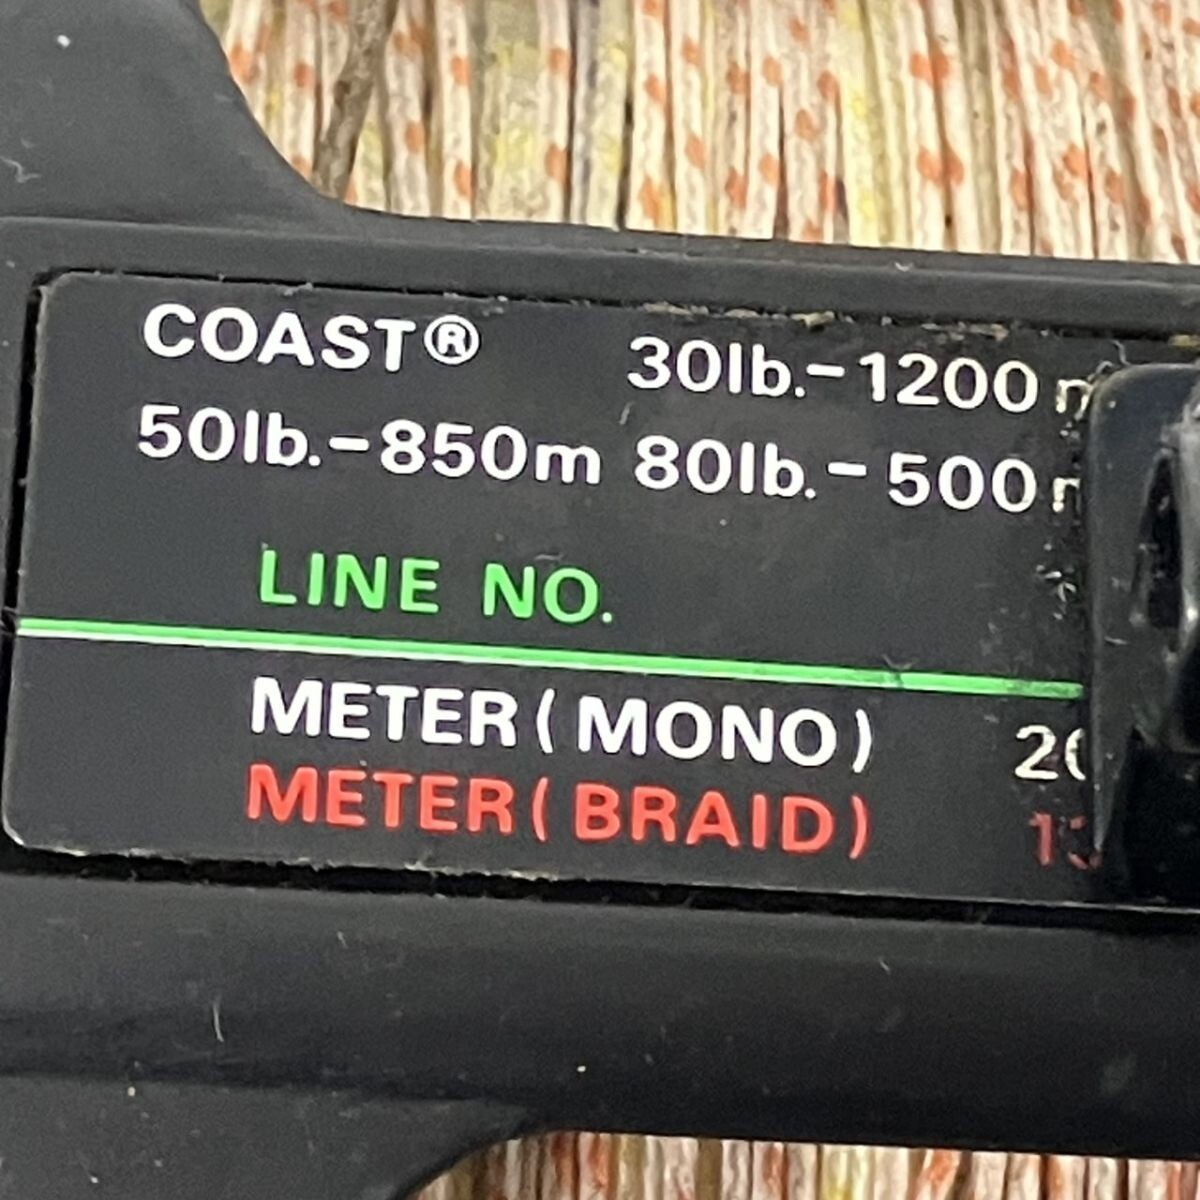 COAST® 30lb.-1200
50lb.-850m 80lb.-500
LINE NO.
METER (MONO)
METER (BRAID)